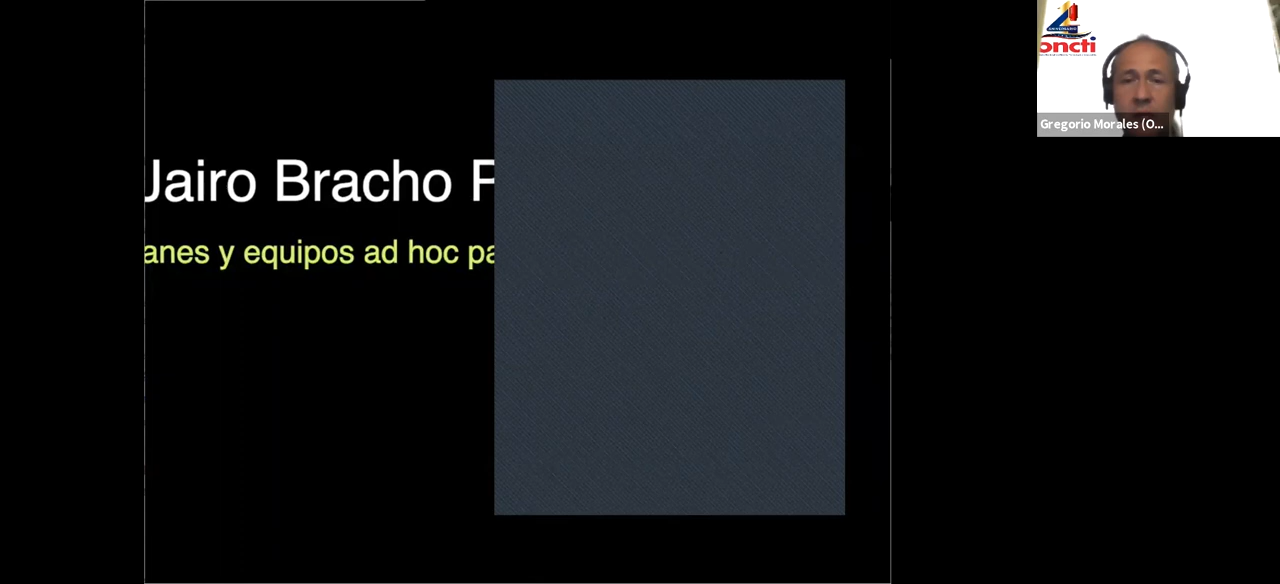 Jairo Bracho P
anes y equipos ad hoc pa
oncti
Gregorio Morales (O...